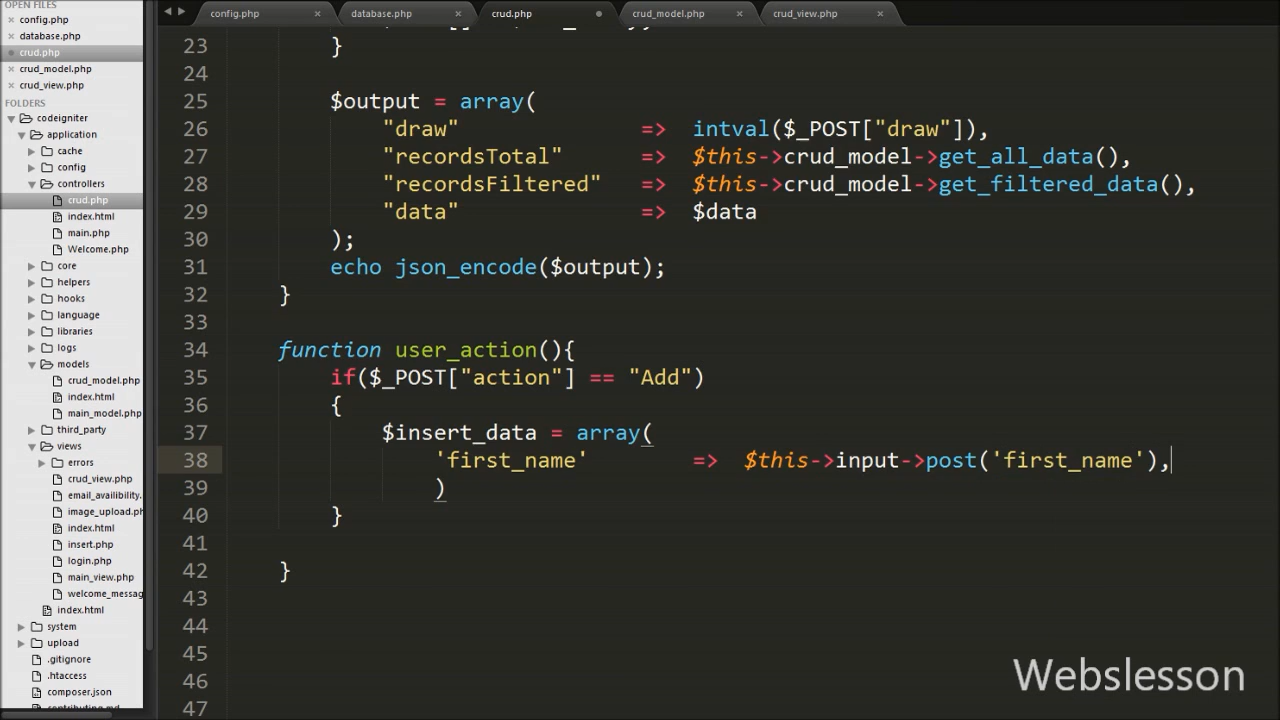 OPEN FILES
config.php
database.php
crud.php
crud_model.php
crud_view.php
FOLDERS
codeigniter
application
cache
config
controllers
crud.php
index.html
main.php
Welcome.php
core
helpers
hooks
language
libraries
logs
models
crud_model.php
index.html
main_model.php
third_party
views
errors
crud_view.php
email_availibility.
image_upload.ph
index.html
insert.php
login.php
main_view.php
welcome_messag
index.html
system
upload
.gitignore
.htaccess
composer.json
config.php
database.php
crud.php
crud_model.php
crud_view.php
23 }
24
25 $output = array(
26 "draw" => intval($_POST["draw"]),
27 "recordsTotal" => $this->crud_model->get_all_data(),
28 "recordsFiltered" => $this->crud_model->get_filtered_data(),
29 "data" => $data
30 );
31 echo json_encode($output);
32 }
33
34 function user_action(){
35 if($_POST["action"] == "Add")
36 {
37 $insert_data = array(
38 'first_name' => $this->input->post('first_name'),
39 )
40 }
41
42 }
43
44
45
46
47
Webslesson